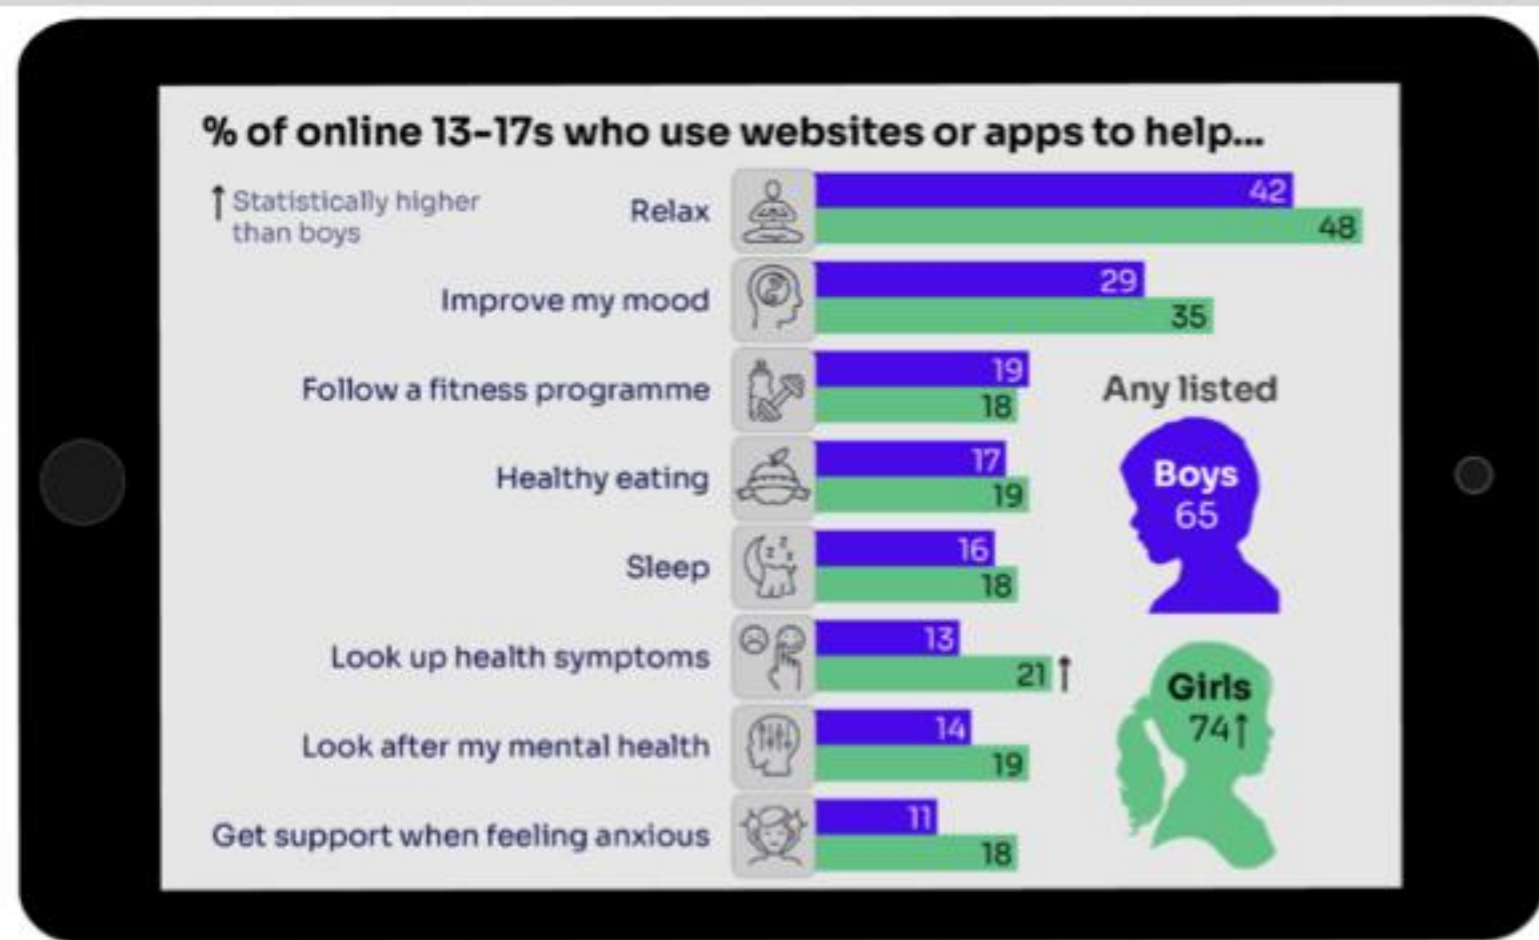 % of online 13-17s who use websites or apps to help...
↑ Statistically higher
than boys
Relax
42
48
Improve my mood
29
35
Follow a fitness programme
19
18
Healthy eating
17
19
Sleep
16
18
Look up health symptoms
13
21 ↑
Look after my mental health
14
19
Get support when feeling anxious
11
18
Any listed
Boys
65
Girls
74↑